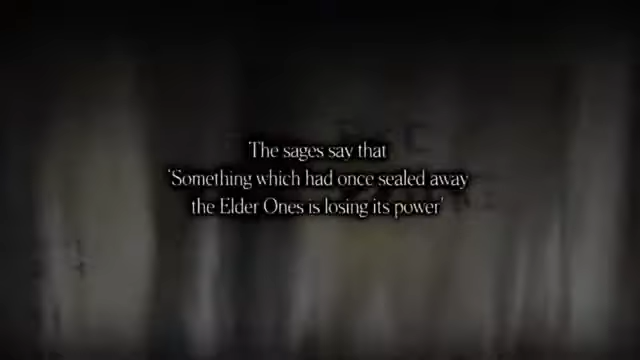 The sages say that
'Something which had once sealed away
the Elder Ones is losing its power'